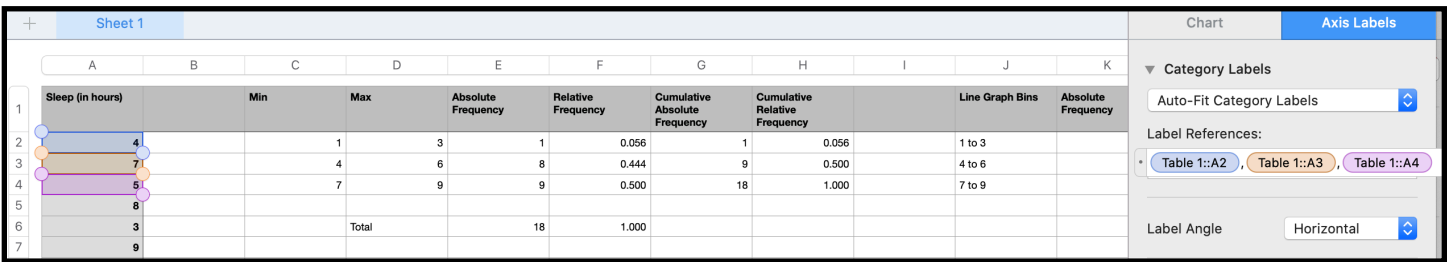 Sheet 1
Chart Axis Labels
A B C D E F G H I J K
Category Labels
1 Sleep (in hours) Min Max Absolute Frequency Relative Frequency Cumulative Absolute Frequency Cumulative Relative Frequency Line Graph Bins Absolute Frequency
Auto-Fit Category Labels
Label References:
2 4 1 3 1 0.056 1 0.056 1 to 3
3 7 4 6 8 0.444 9 0.500 4 to 6
Table 1::A2 , Table 1::A3 , Table 1::A4
4 5 7 9 9 0.500 18 1.000 7 to 9
5 8
6 3 Total 18 1.000
Label Angle Horizontal
7 9